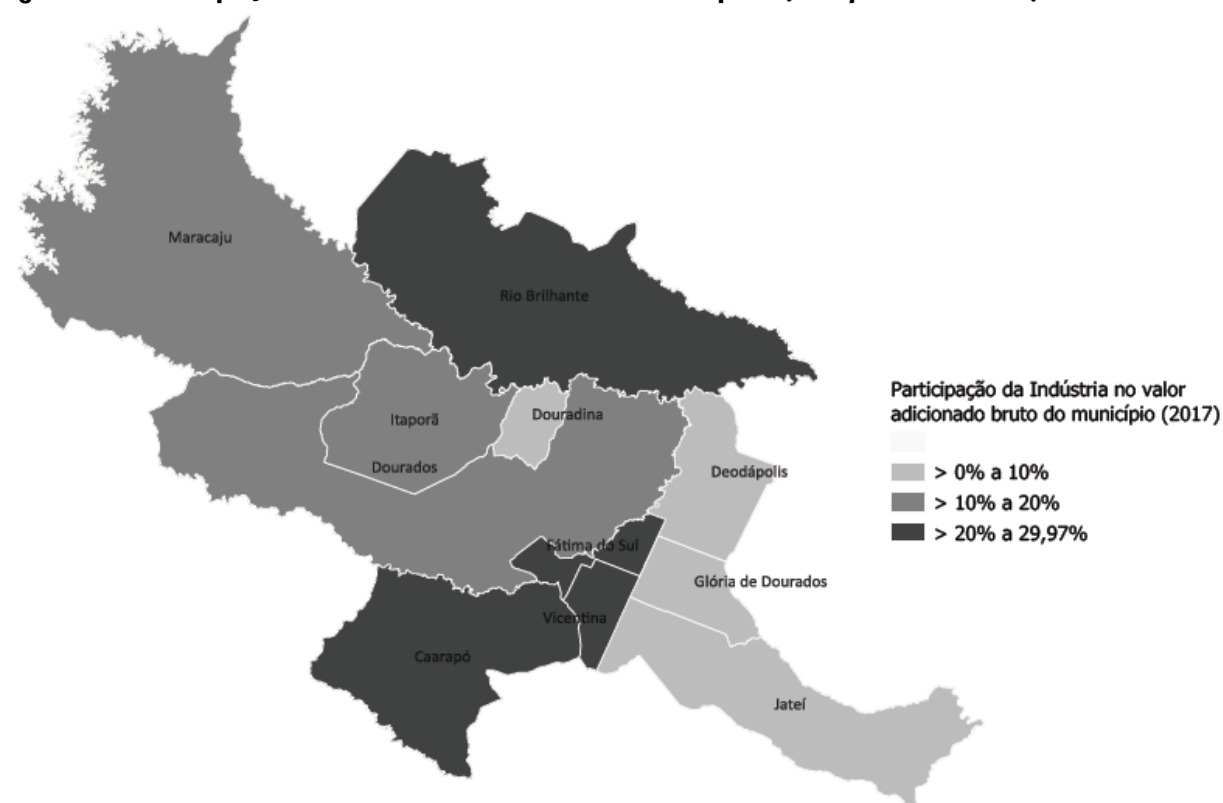 Maracaju
Rio Brilhante
Participação da Indústria no valor
adicionado bruto do município (2017)
Itaporã
Douradina
Dourados
Deodápolis
> 0% a 10%
> 10% a 20%
> 20% a 29,97%
Fátima do Sul
Glória de Dourados
Vicentina
Caarapó
Jateí